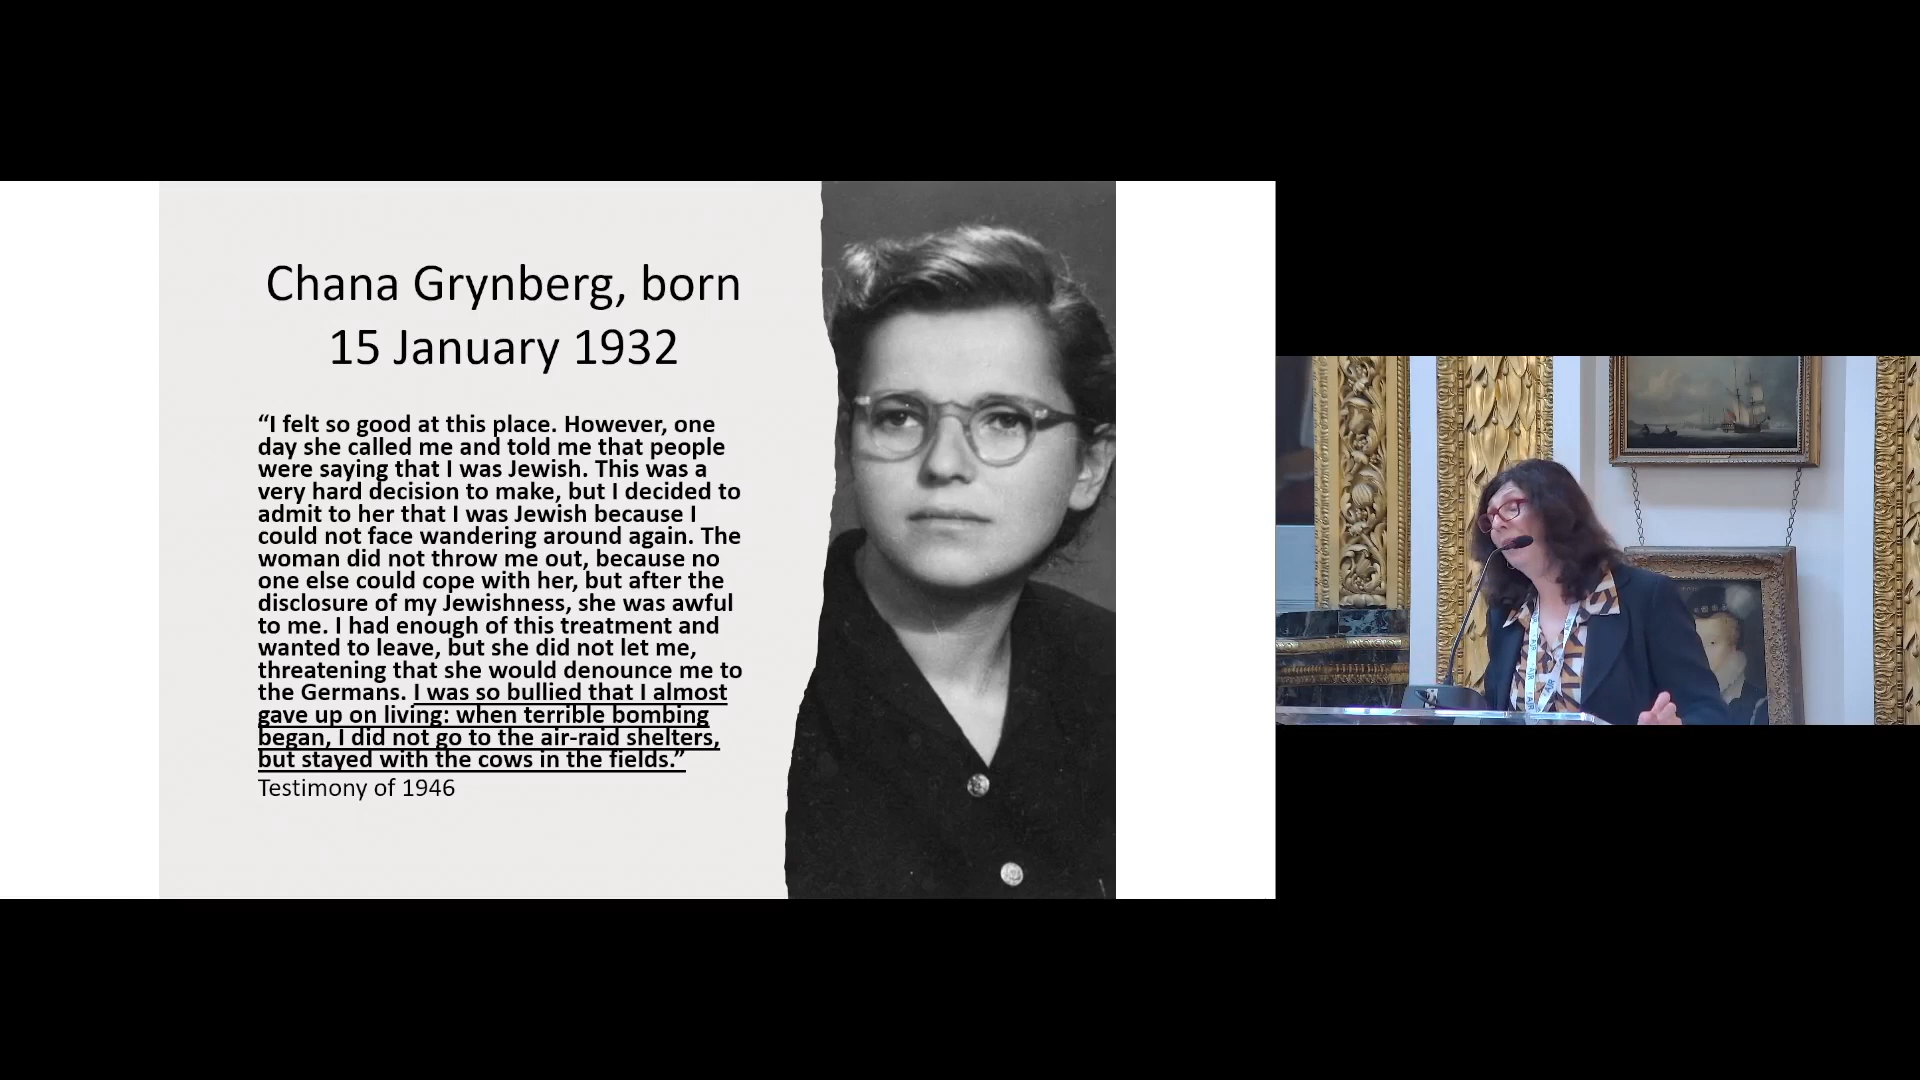 Chana Grynberg, born
15 January 1932
“I felt so good at this place. However, one
day she called me and told me that people
were saying that I was Jewish. This was a
very hard decision to make, but I decided to
admit to her that I was Jewish because I
could not face wandering around again. The
woman did not throw me out, because no
one else could cope with her, but after the
disclosure of my Jewishness, she was awful
to me. I had enough of this treatment and
wanted to leave, but she did not let me,
threatening that she would denounce me to
the Germans. I was so bullied that I almost
gave up on living: when terrible bombing
began, I did not go to the air-raid shelters,
but stayed with the cows in the fields.”
Testimony of 1946